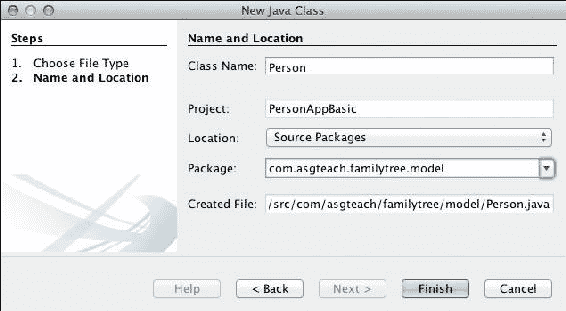 New Java Class
Steps
1. Choose File Type
2. Name and Location
Name and Location
Class Name: Person
Project: PersonAppBasic
Location: Source Packages
Package: com.asgteach.familytree.model
Created File: /src/com/asgteach/familytree/model/Person.java
Help < Back Next > Finish Cancel